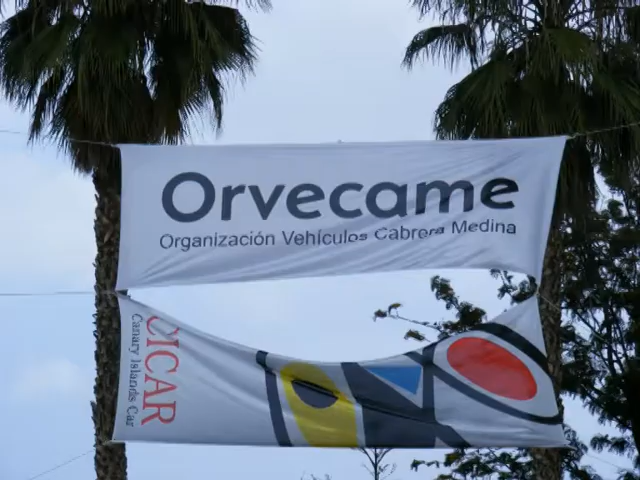 Orvecame
Organización Vehículos Cabrera Medina
CICAR
Canary Islands Car